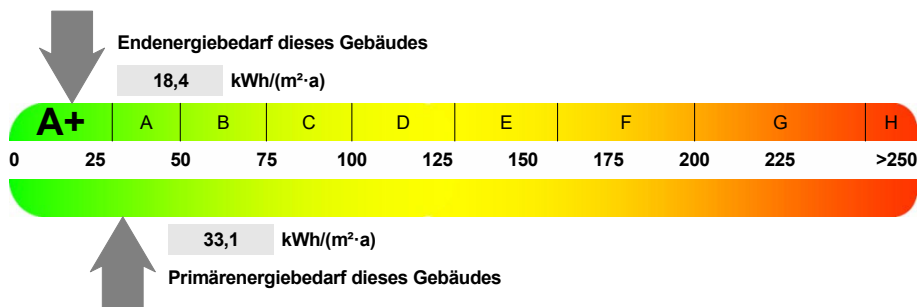 Endenergiebedarf dieses Gebäudes
18,4 kWh/(m²·a)
A+ A B C D E F G H
0 25 50 75 100 125 150 175 200 225 >250
33,1 kWh/(m²·a)
Primärenergiebedarf dieses Gebäudes